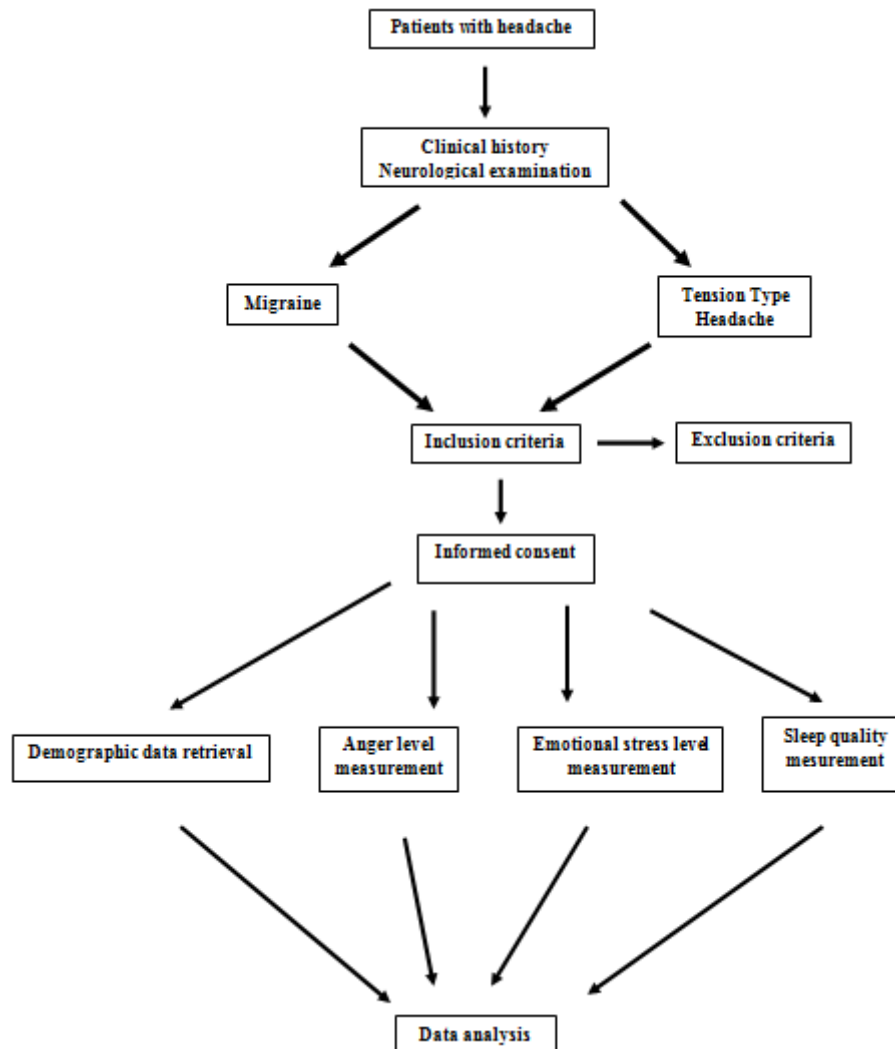 Patients with headache
Clinical history
Neurological examination
Migraine
Tension Type
Headache
Inclusion criteria
Exclusion criteria
Informed consent
Demographic data retrieval
Anger level
measurement
Emotional stress level
measurement
Sleep quality
mesurement
Data analysis